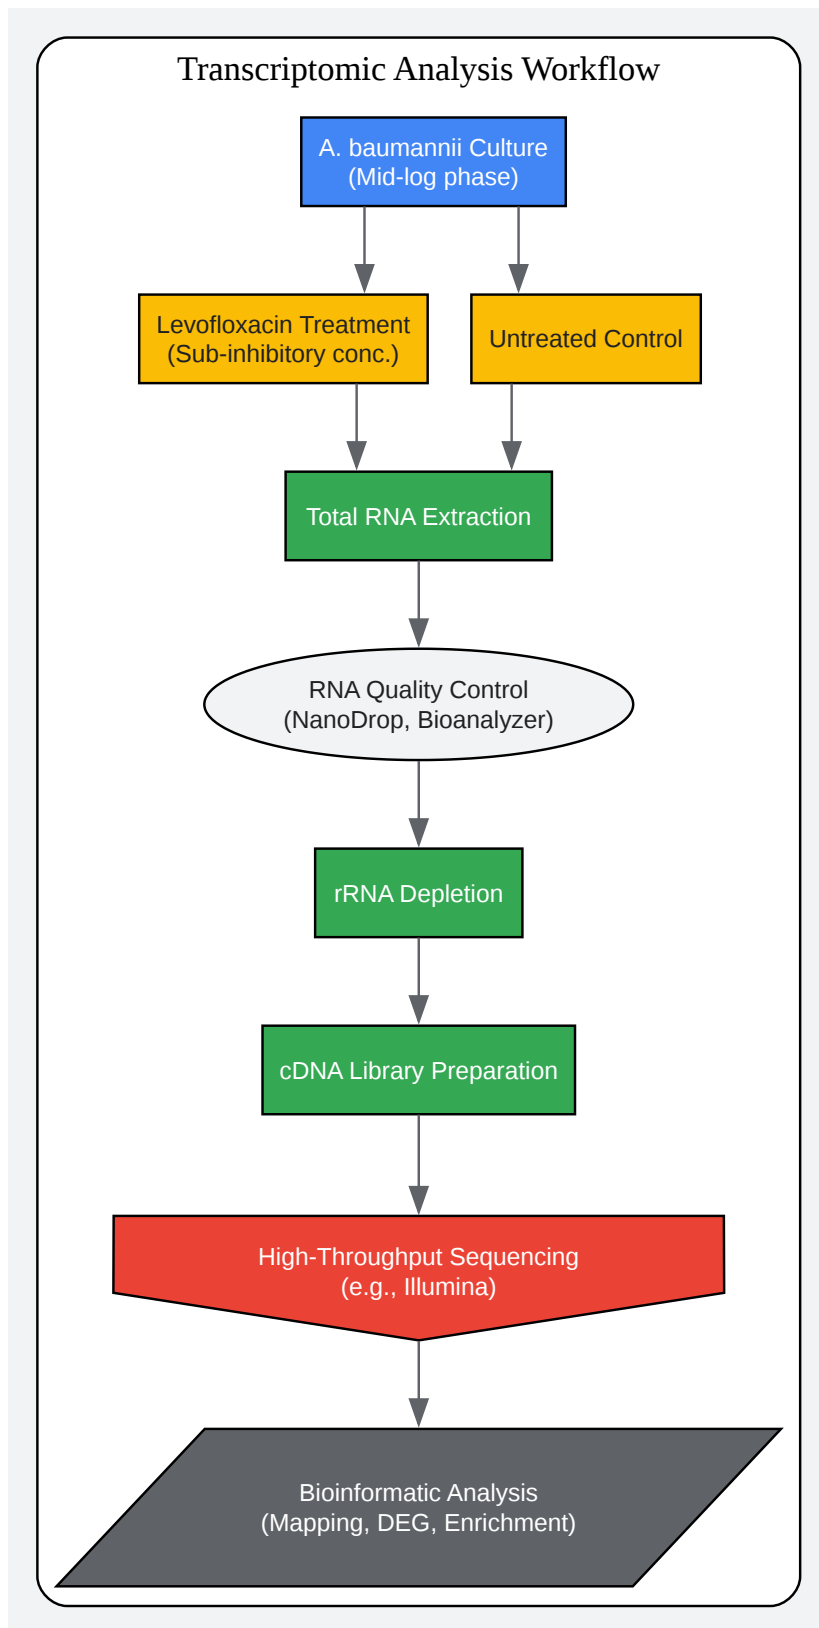 Transcriptomic Analysis Workflow
A. baumannii Culture
(Mid-log phase)
Levofloxacin Treatment
(Sub-inhibitory conc.)
Untreated Control
Total RNA Extraction
RNA Quality Control
(NanoDrop, Bioanalyzer)
rRNA Depletion
cDNA Library Preparation
High-Throughput Sequencing
(e.g., Illumina)
Bioinformatic Analysis
(Mapping, DEG, Enrichment)